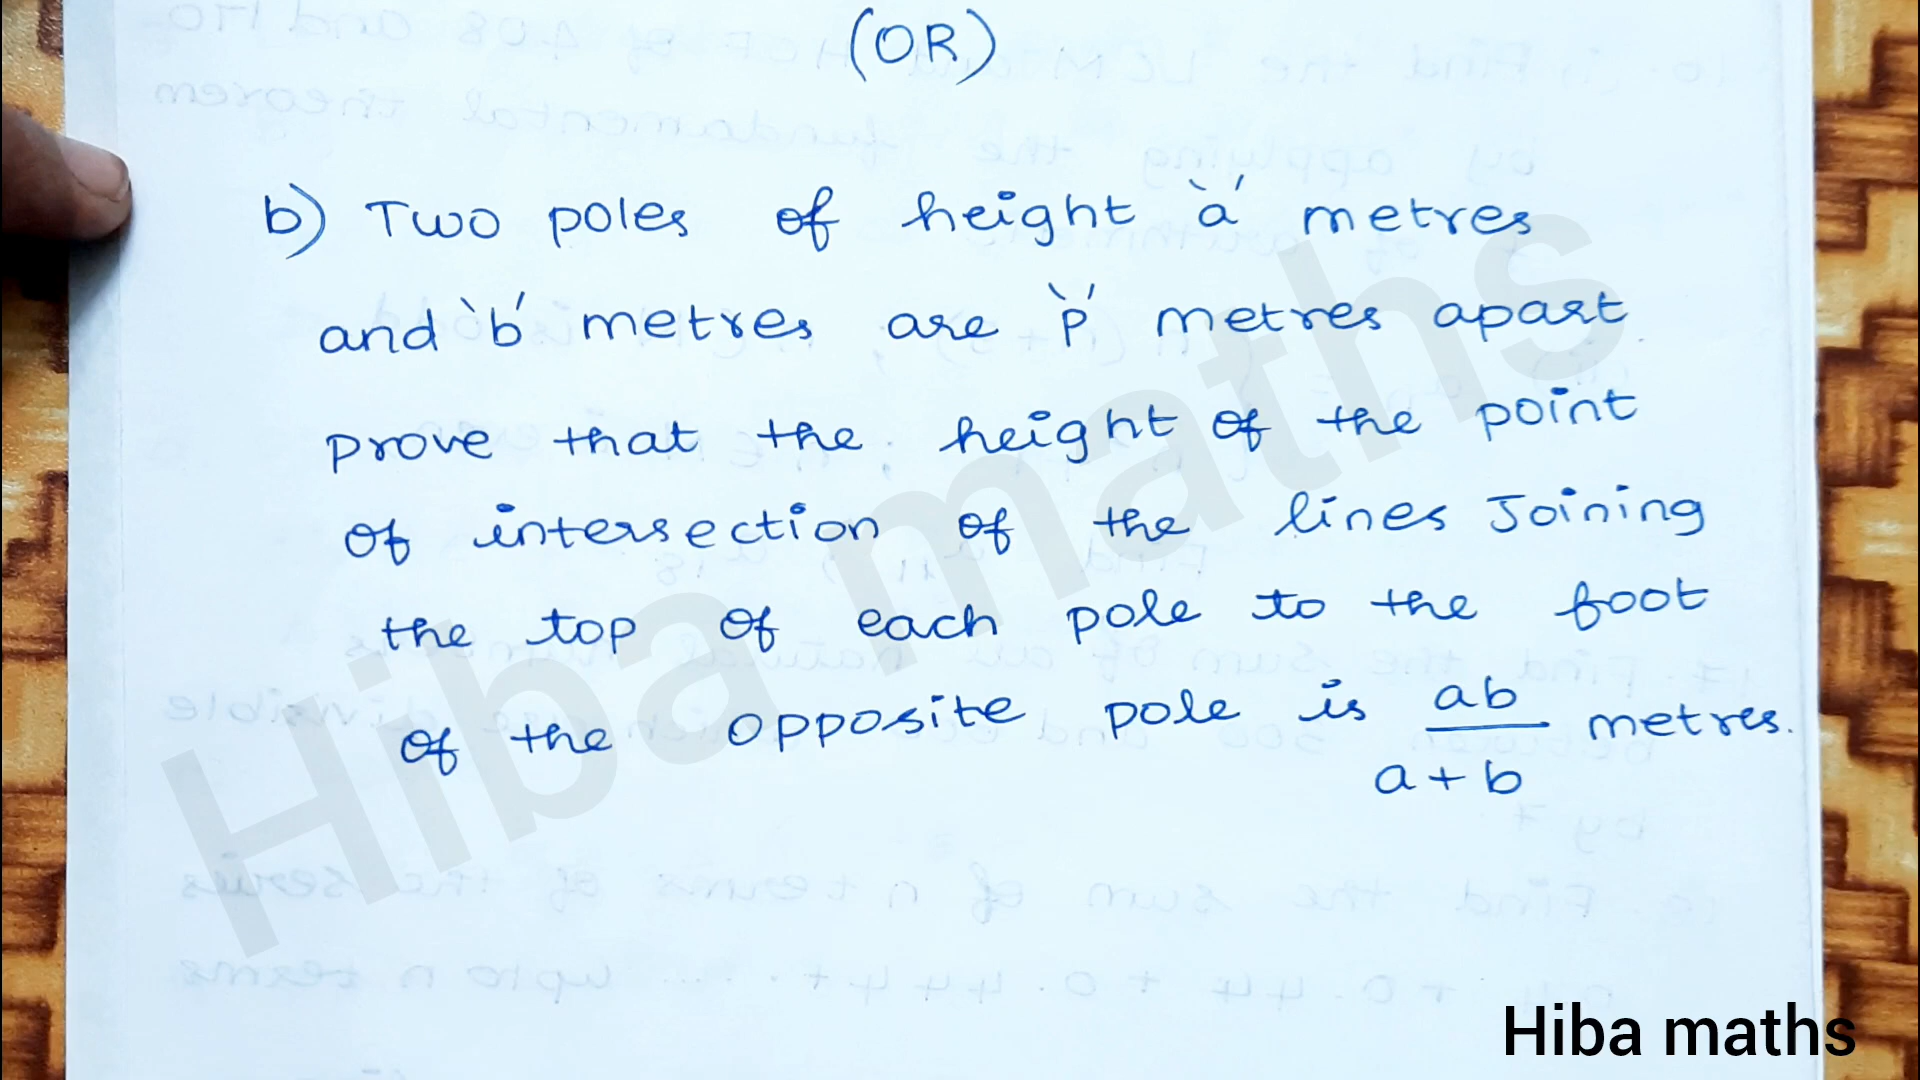 (OR)
b) Two poles of height `a' metres
and `b' metres are `p' metres apart
prove that the height of the point
of intersection of the lines Joining
the top of each pole to the foot
of the opposite pole is ab/a+b metres.
Hiba maths
Hiba maths